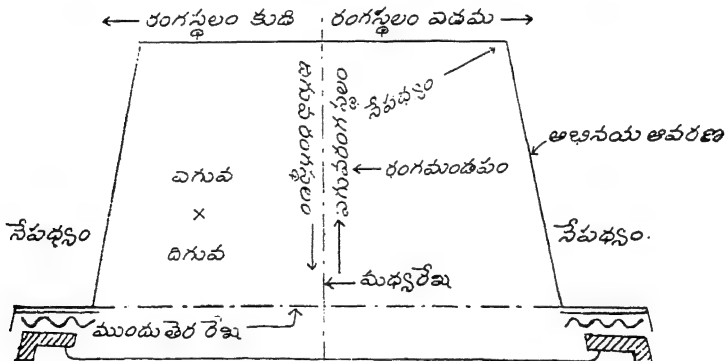 రంగస్థలం కుడి
రంగస్థలం ఎడమ
దిగువ రంగస్థలం
ఎగువరంగస్థలం
నేపథ్యం
అభినయ ఆవరణ
రంగమండపం
ఎగువ
×
దిగువ
నేపథ్యం
నేపథ్యం.
మధ్యరేఖ
ముందుతెర రేఖ